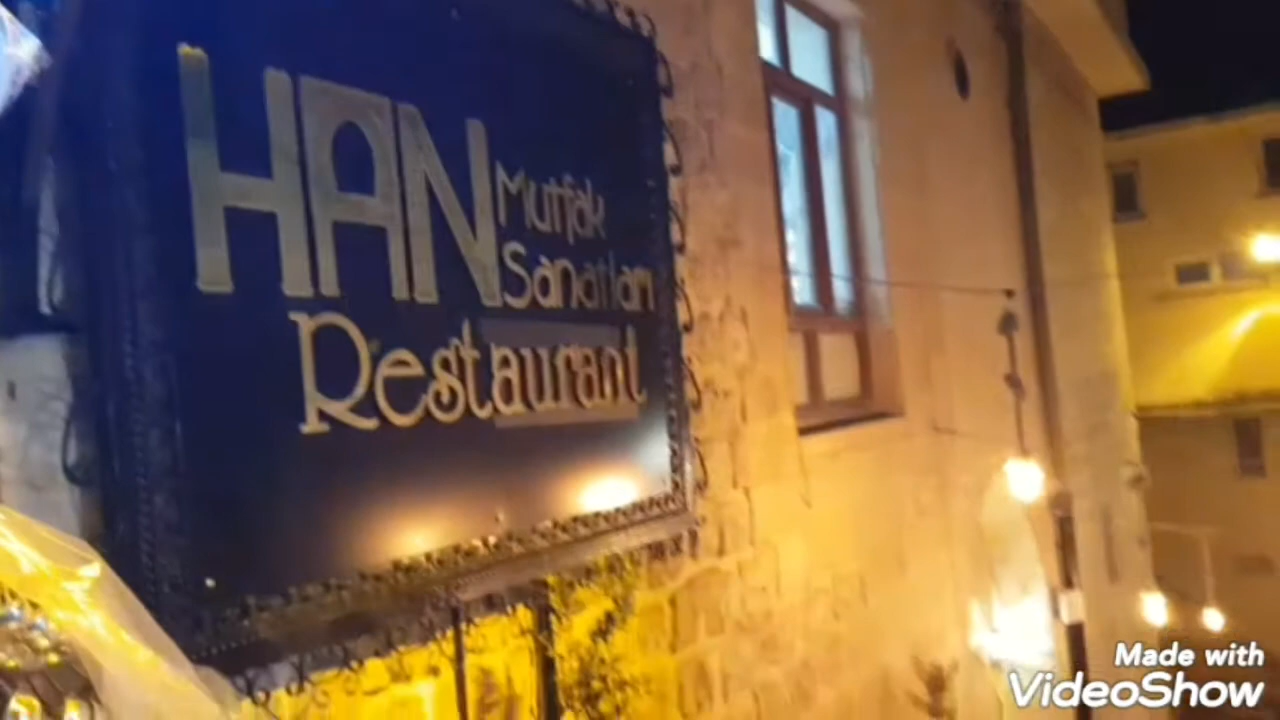 HAN
Mutfak
Sanatları
Restaurant
Made with
VideoShow